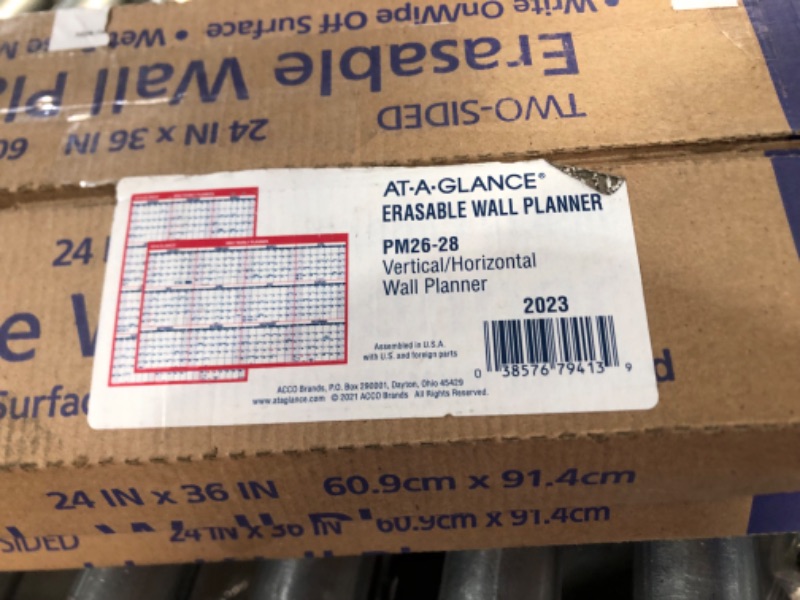 • Write On/Wipe Off Surface • Wet
Erasable Wall Pla
TWO-SIDED 24 IN x 36 IN 60
AT-A-GLANCE®
ERASABLE WALL PLANNER
PM26-28
Vertical/Horizontal
Wall Planner
2023
Assembled in U.S.A.
with U.S. and foreign parts
0 38576 79413 9
ACCO Brands, P.O. Box 290001, Dayton, Ohio 45429
www.ataglance.com © 2021 ACCO Brands All Rights Reserved.
24 I
e W
Surfac
d
24 IN x 36 IN 60.9cm x 91.4cm
SIDED 24 IN x 36 IN 60.9cm x 91.4cm